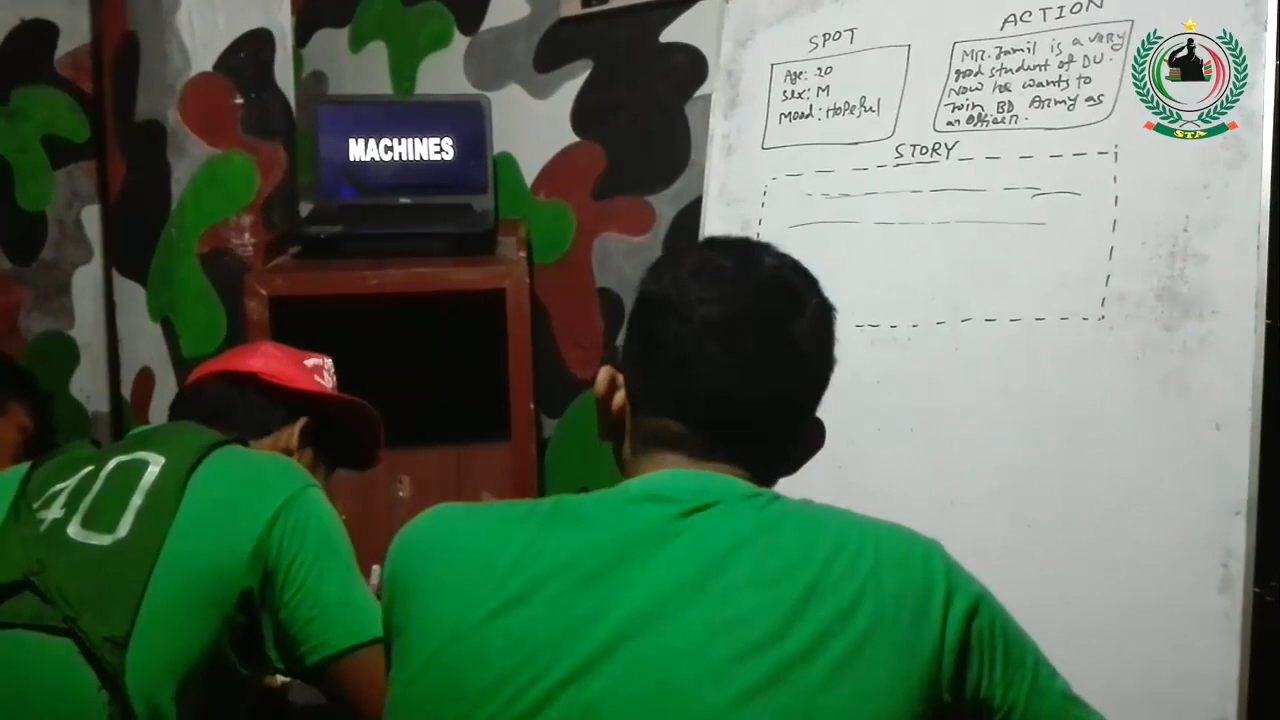 SPOT
Age: 20
Sex: M
Mood: Hopeful
ACTION
Mr. Jamil is a very
good student of DU.
Now he wants to
join BD Army as
an officer.
STORY
MACHINES
40
STA